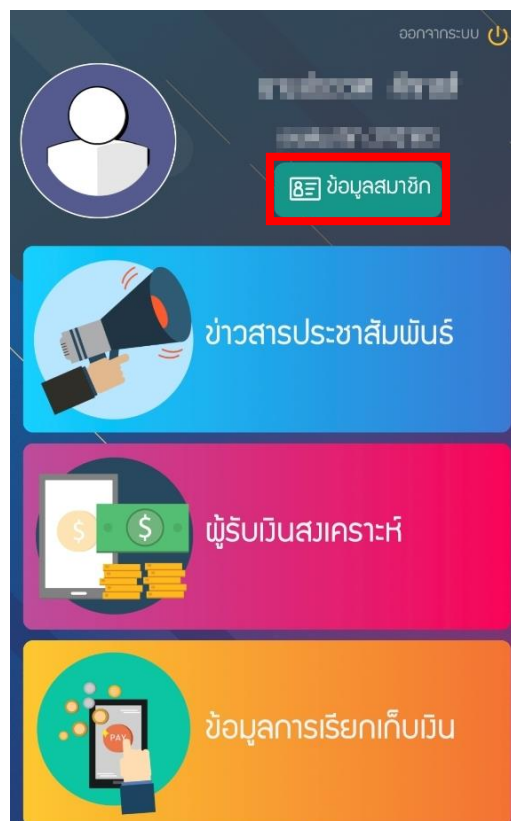 ออกจากระบบ
ข้อมูลสมาชิก
ข่าวสารประชาสัมพันธ์
$ $
ผู้รับเงินสงเคราะห์
PAY
ข้อมูลการเรียกเก็บเงิน